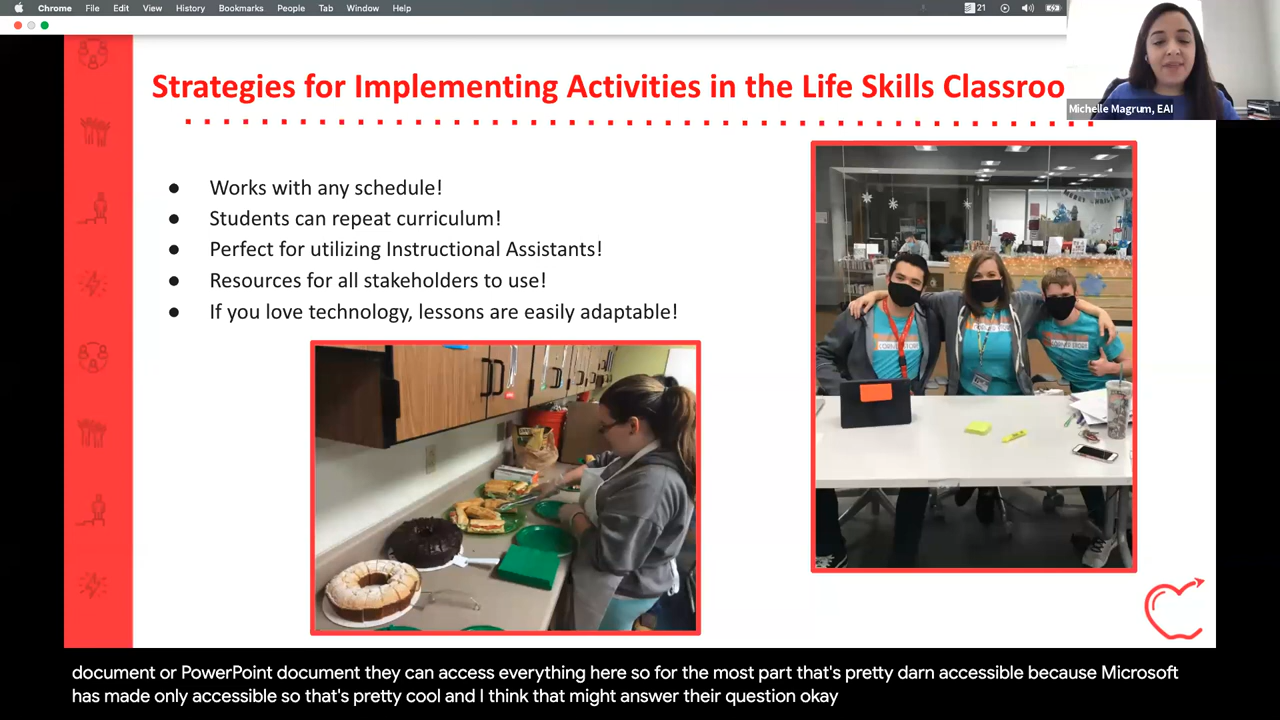 Chrome File Edit View History Bookmarks People Tab Window Help
21
Strategies for Implementing Activities in the Life Skills Classroo
Michelle Magrum, EAI
● Works with any schedule!
● Students can repeat curriculum!
● Perfect for utilizing Instructional Assistants!
● Resources for all stakeholders to use!
● If you love technology, lessons are easily adaptable!
document or PowerPoint document they can access everything here so for the most part that's pretty darn accessible because Microsoft
has made only accessible so that's pretty cool and I think that might answer their question okay